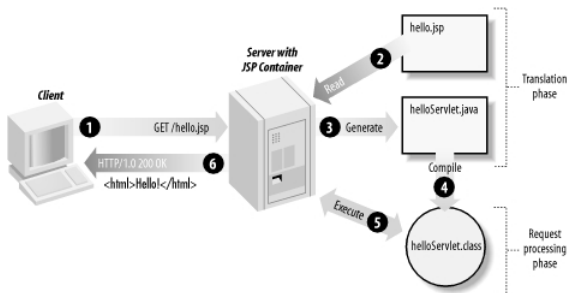 hello.jsp
Server with
JSP Container
2
Read
Translation
phase
Client
1
GET /hello.jsp
3
Generate
helloServlet.java
HTTP/1.0 200 OK
6
<html>Hello!</html>
Compile
4
Execute
5
helloServlet.class
Request
processing
phase